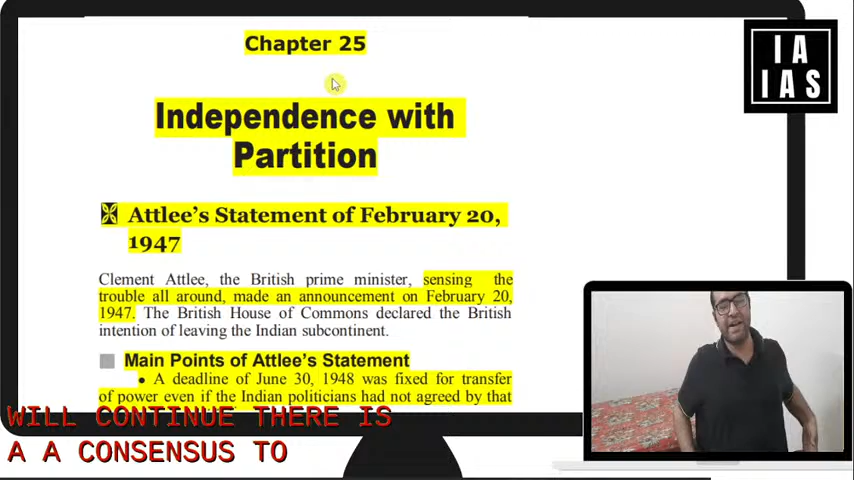 Chapter 25
IA
IAS
Independence with
Partition
Attlee's Statement of February 20,
1947
Clement Attlee, the British prime minister, sensing the
trouble all around, made an announcement on February 20,
1947. The British House of Commons declared the British
intention of leaving the Indian subcontinent.
Main Points of Attlee's Statement
• A deadline of June 30, 1948 was fixed for transfer
of power even if the Indian politicians had not agreed by that
WILL CONTINUE THERE IS
A A CONSENSUS TO